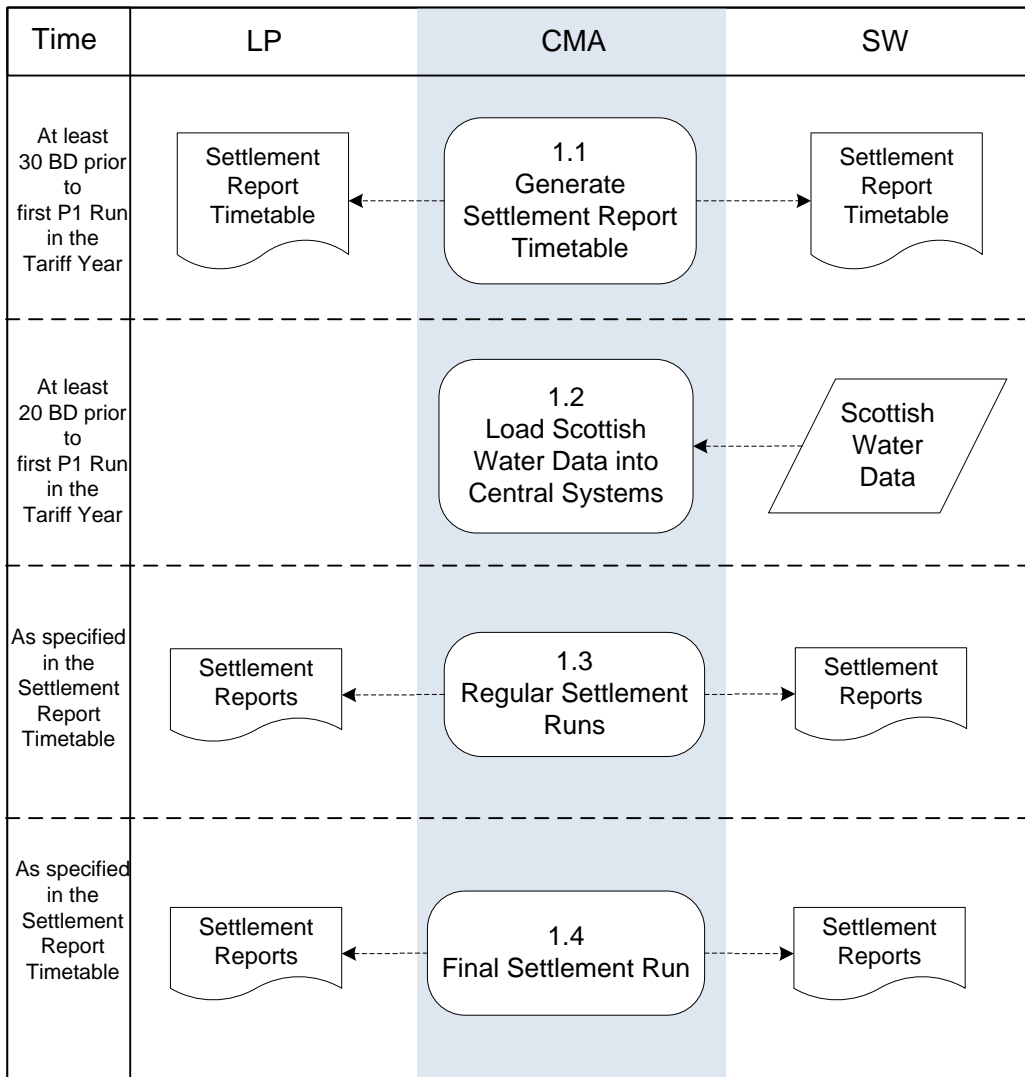 Time
LP
CMA
SW
At least
30 BD prior
to
first P1 Run
in the
Tariff Year
Settlement
Report
Timetable
1.1
Generate
Settlement Report
Timetable
Settlement
Report
Timetable
At least
20 BD prior
to
first P1 Run
in the
Tariff Year
1.2
Load Scottish
Water Data into
Central Systems
Scottish
Water
Data
As specified
in the
Settlement
Report
Timetable
Settlement
Reports
1.3
Regular Settlement
Runs
Settlement
Reports
As specified
in the
Settlement
Report
Timetable
Settlement
Reports
1.4
Final Settlement Run
Settlement
Reports